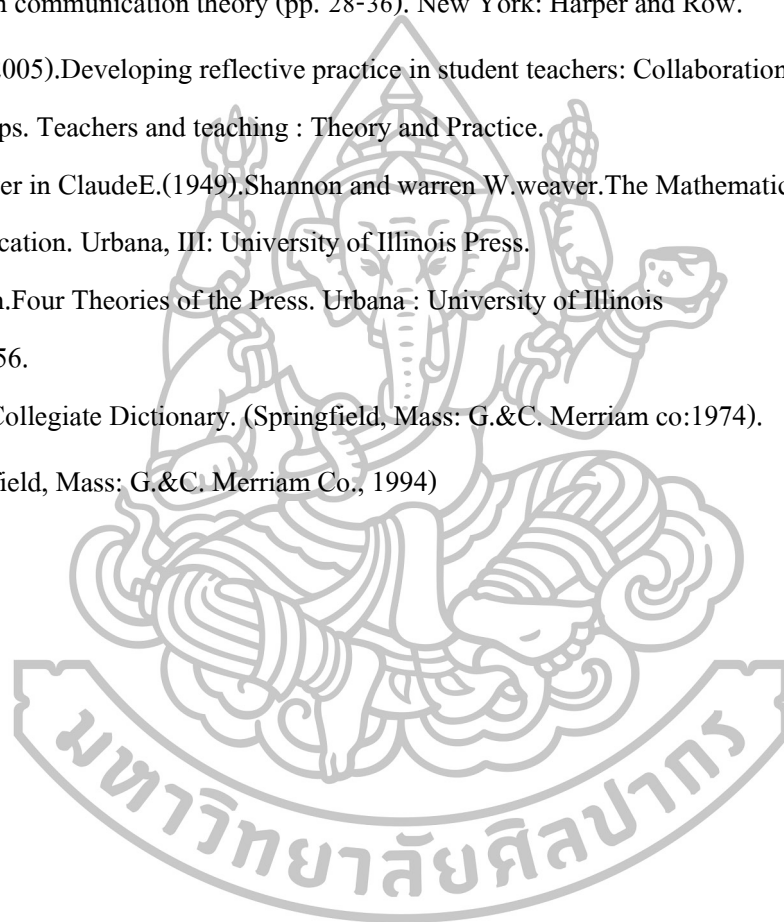 n communication theory (pp. 28-36). New York: Harper and Row.
2005).Developing reflective practice in student teachers: Collaboration
ps. Teachers and teaching : Theory and Practice.
er in ClaudeE.(1949).Shannon and warren W.weaver.The Mathematic
cation. Urbana, III: University of Illinois Press.
n.Four Theories of the Press. Urbana : University of Illinois
56.
Collegiate Dictionary. (Springfield, Mass: G.&C. Merriam co:1974).
field, Mass: G.&C. Merriam Co., 1994)
มหาวิทยาลัยศิลปากร